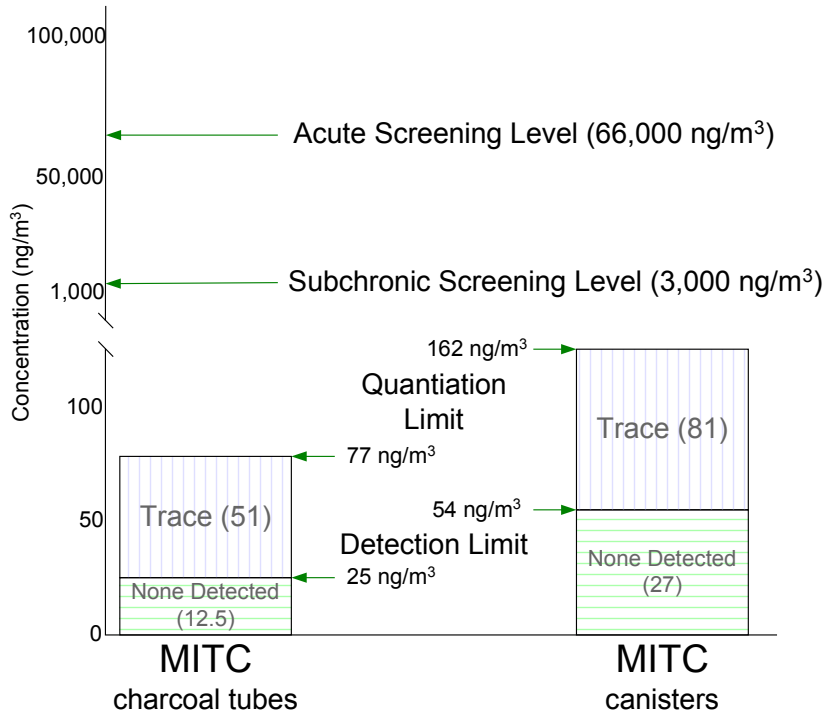 100,000
Acute Screening Level (66,000 ng/m³)
50,000
Concentration (ng/m³)
Subchronic Screening Level (3,000 ng/m³)
1,000
162 ng/m³
Quantiation
Limit
100
Trace (81)
77 ng/m³
Trace (51)
54 ng/m³
50
Detection Limit
None Detected
(27)
25 ng/m³
None Detected
(12.5)
0
MITC
charcoal tubes
MITC
canisters